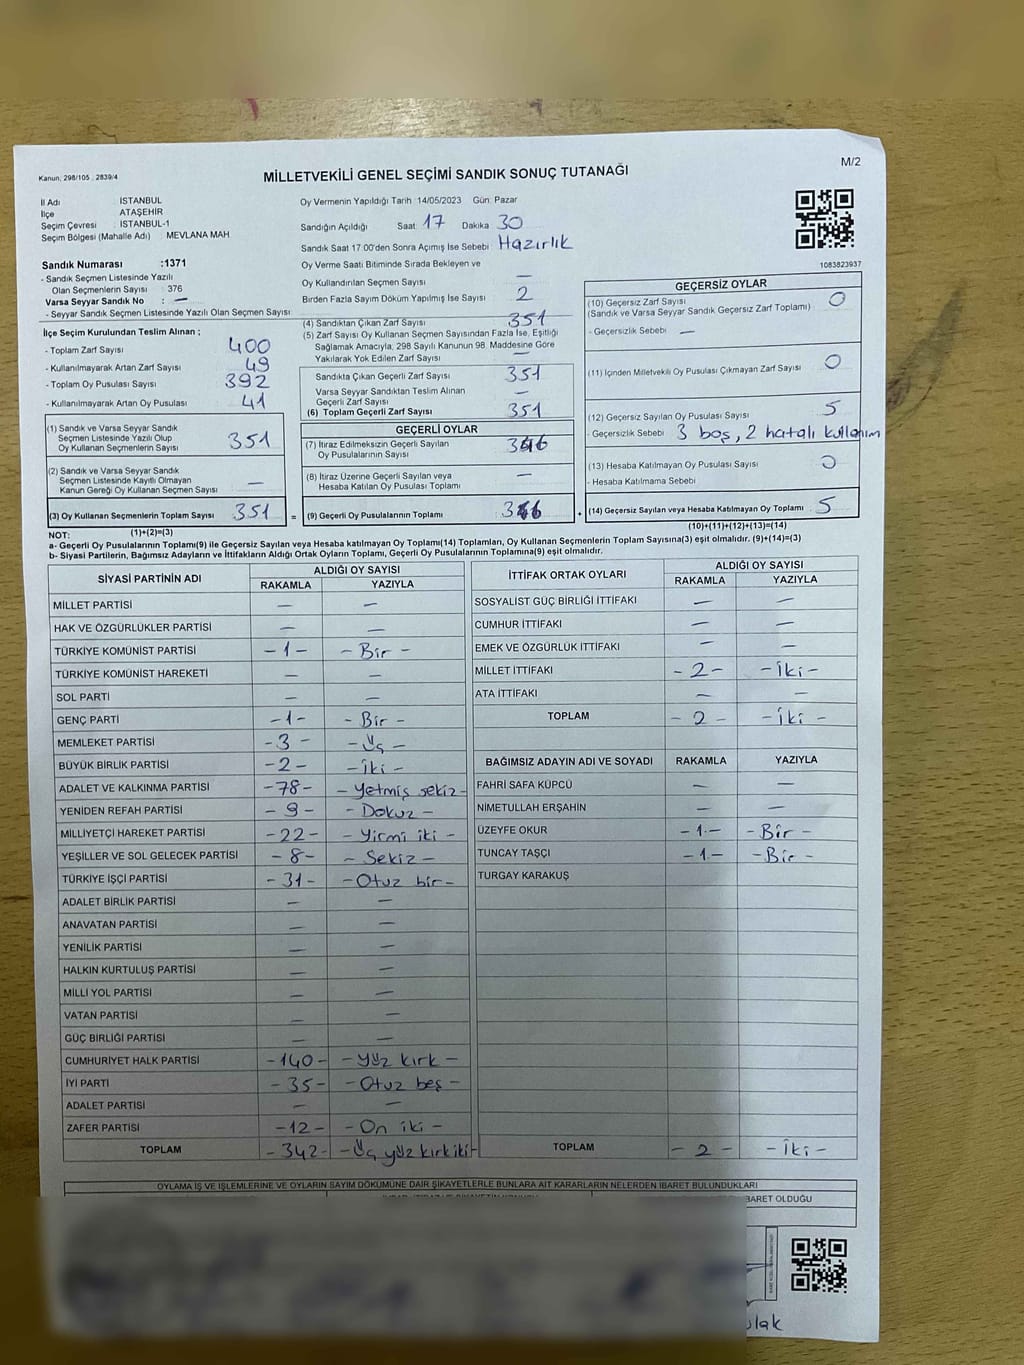 Kanun, 298/105 , 2839/4
M/2
MİLLETVEKİLİ GENEL SEÇİMİ SANDIK SONUÇ TUTANAĞI
İl Adı : İSTANBUL
İlçe : ATAŞEHİR
Seçim Çevresi : İSTANBUL-1
Seçim Bölgesi (Mahalle Adı) : MEVLANA MAH
Sandık Numarası :1371
- Sandık Seçmen Listesinde Yazılı
Olan Seçmenlerin Sayısı : 376
Varsa Seyyar Sandık No : —
- Seyyar Sandık Seçmen Listesinde Yazılı Olan Seçmen Sayısı
Oy Vermenin Yapıldığı Tarih 14/05/2023 Gün: Pazar
Sandığın Açıldığı Saat 17 Dakika 30
Sandık Saat 17 00'den Sonra Açımış İse Sebebi Hazırlık
Oy Verme Saati Bitiminde Sırada Bekleyen ve
Oy Kullandırılan Seçmen Sayısı —
Birden Fazla Sayım Döküm Yapılmış İse Sayısı 2
1083823937
İlçe Seçim Kurulundan Teslim Alınan ;
- Toplam Zarf Sayısı 400
- Kullanılmayarak Artan Zarf Sayısı 49
- Toplam Oy Pusulası Sayısı 392
- Kullanılmayarak Artan Oy Pusulası 41
(1) Sandık ve Varsa Seyyar Sandık
Seçmen Listesinde Yazılı Olup
Oy Kullanan Seçmenlerin Sayısı 351
(2) Sandık ve Varsa Seyyar Sandık
Seçmen Listesinde Kayıtlı Olmayan
Kanun Gereği Oy Kullanan Seçmen Sayısı —
(3) Oy Kullanan Seçmenlerin Toplam Sayısı 351 =
(1)+(2)=(3)
(4) Sandıktan Çıkan Zarf Sayısı 351
(5) Zarf Sayısı Oy Kullanan Seçmen Sayısından Fazla İse, Eşitliği
Sağlamak Amacıyla, 298 Sayılı Kanunun 98. Maddesine Göre
Yakılarak Yok Edilen Zarf Sayısı —
Sandıkta Çıkan Geçerli Zarf Sayısı 351
Varsa Seyyar Sandıktan Teslim Alınan
Geçerli Zarf Sayısı —
(6) Toplam Geçerli Zarf Sayısı 351
GEÇERLİ OYLAR
(7) İtiraz Edilmeksizin Geçerli Sayılan
Oy Pusulalarının Sayısı 346
(8) İtiraz Üzerine Geçerli Sayılan veya
Hesaba Katılan Oy Pusulası Toplamı —
(9) Geçerli Oy Pusulalarının Toplamı 346 +
GEÇERSİZ OYLAR
(10) Geçersiz Zarf Sayısı 0
(Sandık ve Varsa Seyyar Sandık Geçersiz Zarf Toplamı)
- Geçersizlik Sebebi —
(11) İçinden Milletvekili Oy Pusulası Çıkmayan Zarf Sayısı 0
(12) Geçersiz Sayılan Oy Pusulası Sayısı 5
- Geçersizlik Sebebi 3 boş, 2 hatalı kullanım
(13) Hesaba Katılmayan Oy Pusulası Sayısı 0
- Hesaba Katılmama Sebebi
(14) Geçersiz Sayılan veya Hesaba Katılmayan Oy Toplamı 5
(10)+(11)+(12)+(13)=(14)
NOT:
a- Geçerli Oy Pusulalarının Toplamı(9) ile Geçersiz Sayılan veya Hesaba katılmayan Oy Toplamı(14) Toplamları, Oy Kullanan Seçmenlerin Toplam Sayısına(3) eşit olmalıdır. (9)+(14)=(3)
b- Siyasi Partilerin, Bağımsız Adayların ve İttifakların Aldığı Ortak Oyların Toplamı, Geçerli Oy Pusulalarının Toplamına(9) eşit olmalıdır.
SİYASİ PARTİNİN ADI ALDIĞI OY SAYISI
RAKAMLA YAZIYLA
MİLLET PARTİSİ — —
HAK VE ÖZGÜRLÜKLER PARTİSİ — —
TÜRKİYE KOMÜNİST PARTİSİ -1- - Bir -
TÜRKİYE KOMÜNİST HAREKETİ — —
SOL PARTİ — —
GENÇ PARTİ -1- - Bir -
MEMLEKET PARTİSİ -3- - Üç -
BÜYÜK BİRLİK PARTİSİ -2- - İki -
ADALET VE KALKINMA PARTİSİ -78- - Yetmiş sekiz -
YENİDEN REFAH PARTİSİ - 9 - - Dokuz -
MİLLİYETÇİ HAREKET PARTİSİ - 22 - - Yirmi iki -
YEŞİLLER VE SOL GELECEK PARTİSİ - 8 - - Sekiz -
TÜRKİYE İŞÇİ PARTİSİ - 31 - - Otuz bir -
ADALET BİRLİK PARTİSİ — —
ANAVATAN PARTİSİ — —
YENİLİK PARTİSİ — —
HALKIN KURTULUŞ PARTİSİ — —
MİLLİ YOL PARTİSİ — —
VATAN PARTİSİ — —
GÜÇ BİRLİĞİ PARTİSİ — —
CUMHURİYET HALK PARTİSİ -140- - Yüz kırk -
İYİ PARTİ - 35 - - Otuz beş -
ADALET PARTİSİ — —
ZAFER PARTİSİ -12- - On iki -
TOPLAM - 342 - - Üç yüz kırk iki -
İTTİFAK ORTAK OYLARI ALDIĞI OY SAYISI
RAKAMLA YAZIYLA
SOSYALİST GÜÇ BİRLİĞİ İTTİFAKI — —
CUMHUR İTTİFAKI — —
EMEK VE ÖZGÜRLÜK İTTİFAKI — —
MİLLET İTTİFAKI - 2 - - İki -
ATA İTTİFAKI — —
TOPLAM - 2 - - İki -
BAĞIMSIZ ADAYIN ADI VE SOYADI RAKAMLA YAZIYLA
FAHRİ SAFA KÜPCÜ — —
NİMETULLAH ERŞAHİN — —
ÜZEYFE OKUR -1- - Bir -
TUNCAY TAŞÇI -1- - Bir -
TURGAY KARAKUŞ
TOPLAM - 2 - - İki -
OYLAMA İŞ VE İŞLEMLERİNE VE OYLARIN SAYIM DÖKÜMÜNE DAİR ŞİKAYETLERLE BUNLARA AİT KARARLARIN NELERDEN İBARET BULUNDUKLARI
BARET OLDUĞU
ulak